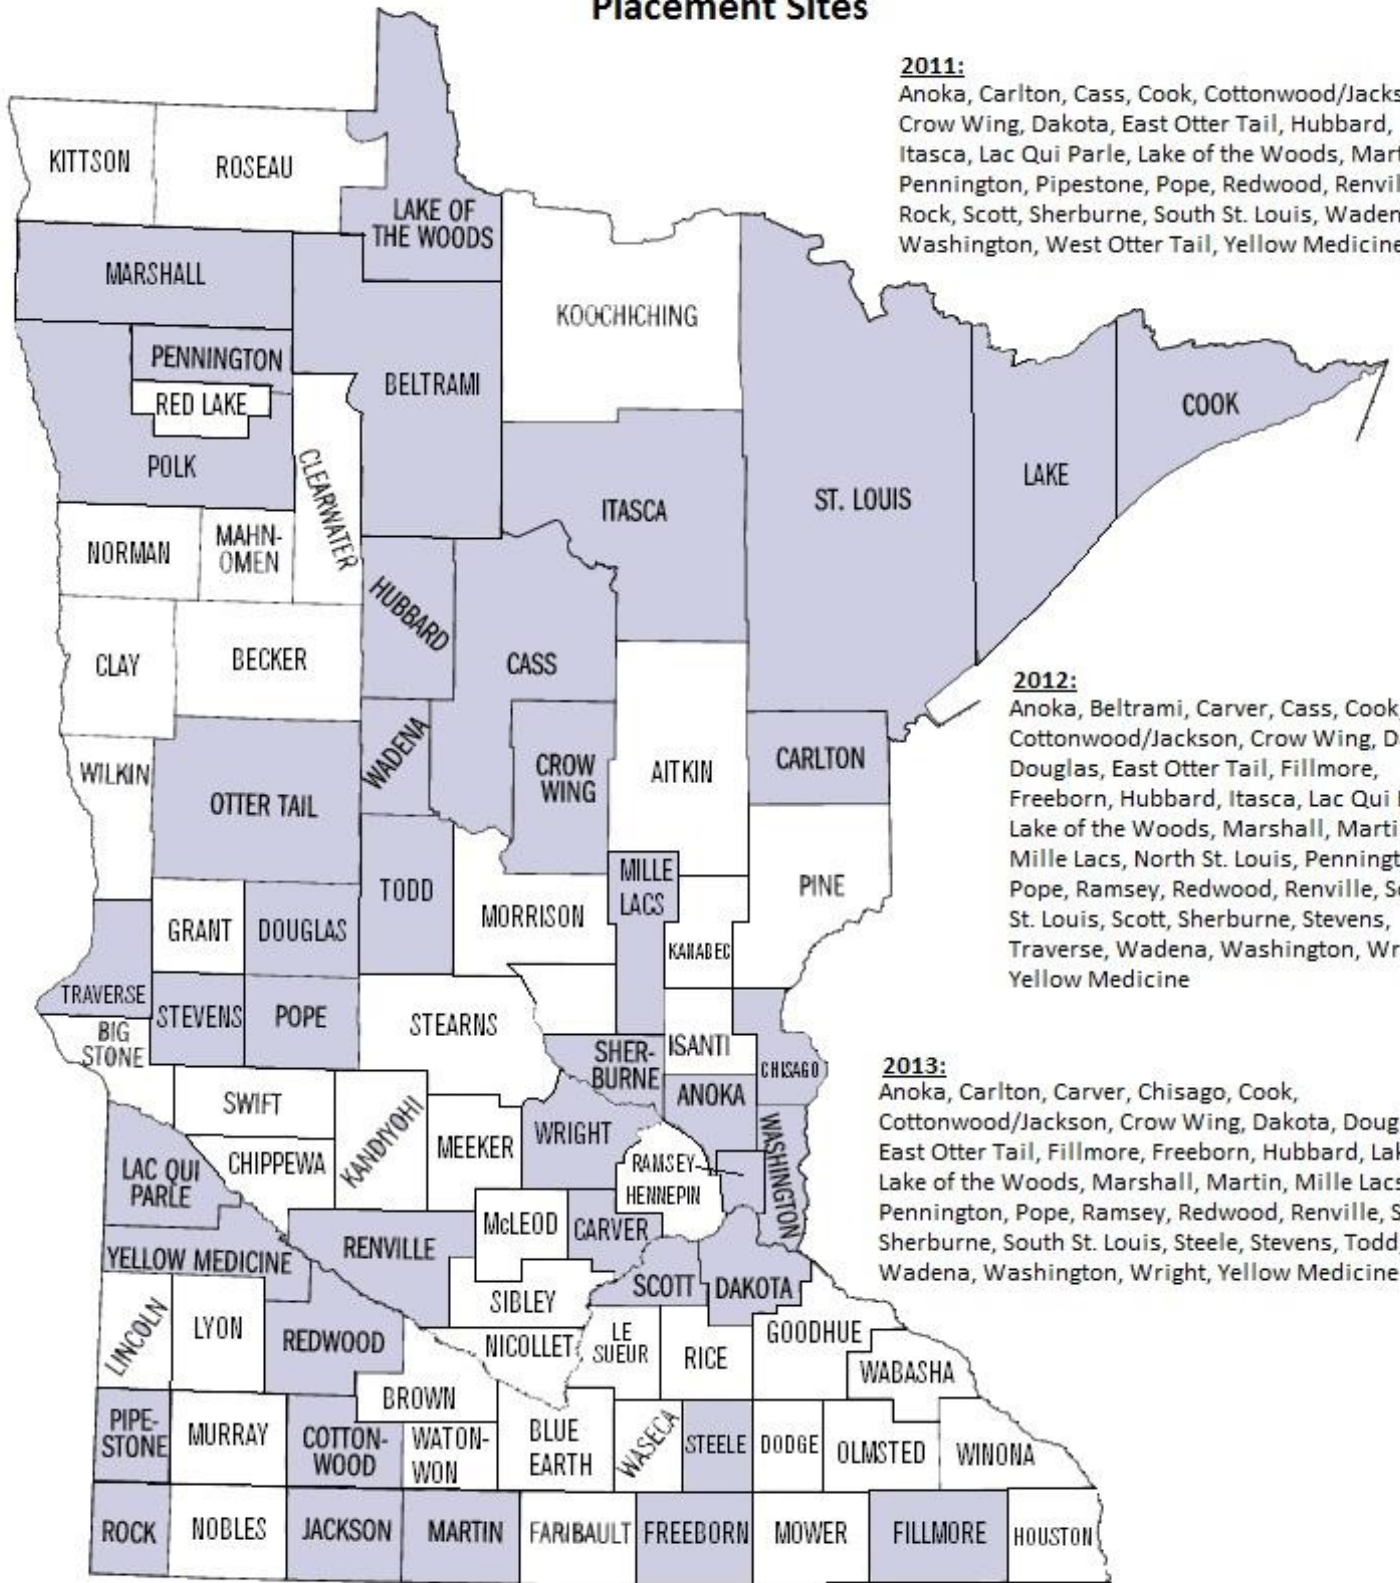 Placement Sites
2011:
Anoka, Carlton, Cass, Cook, Cottonwood/Jacks
Crow Wing, Dakota, East Otter Tail, Hubbard,
Itasca, Lac Qui Parle, Lake of the Woods, Mart
Pennington, Pipestone, Pope, Redwood, Renvil
Rock, Scott, Sherburne, South St. Louis, Waden
Washington, West Otter Tail, Yellow Medicine
KITTSON
ROSEAU
LAKE OF
THE WOODS
MARSHALL
KOOCHICHING
PENNINGTON
BELTRAMI
RED LAKE
COOK
POLK
CLEARWATER
LAKE
ITASCA
ST. LOUIS
NORMAN
MAHN-
OMEN
HUBBARD
CLAY
BECKER
CASS
2012:
Anoka, Beltrami, Carver, Cass, Cook
Cottonwood/Jackson, Crow Wing, D
Douglas, East Otter Tail, Fillmore,
Freeborn, Hubbard, Itasca, Lac Qui
Lake of the Woods, Marshall, Marti
Mille Lacs, North St. Louis, Penningt
Pope, Ramsey, Redwood, Renville, S
St. Louis, Scott, Sherburne, Stevens,
Traverse, Wadena, Washington, Wr
Yellow Medicine
WADENA
WILKIN
OTTER TAIL
CROW
WING
AITKIN
CARLTON
TODD
MILLE
LACS
PINE
GRANT
DOUGLAS
MORRISON
KANABEC
TRAVERSE
STEVENS
POPE
STEARNS
BIG
STONE
SHER-
BURNE
ISANTI
CHISAGO
2013:
Anoka, Carlton, Carver, Chisago, Cook,
Cottonwood/Jackson, Crow Wing, Dakota, Doug
East Otter Tail, Fillmore, Freeborn, Hubbard, Lak
Lake of the Woods, Marshall, Martin, Mille Lacs
Pennington, Pope, Ramsey, Redwood, Renville, S
Sherburne, South St. Louis, Steele, Stevens, Todd
Wadena, Washington, Wright, Yellow Medicine
SWIFT
KANDIYOHI
MEEKER
WRIGHT
ANOKA
WASHINGTON
CHIPPEWA
RAMSEY
HENNEPIN
LAC QUI
PARLE
McLEOD
CARVER
YELLOW MEDICINE
RENVILLE
SCOTT
DAKOTA
SIBLEY
LINCOLN
LYON
REDWOOD
NICOLLET
LE
SUEUR
RICE
GOODHUE
WABASHA
BROWN
PIPE-
STONE
MURRAY
COTTON-
WOOD
WATON-
WON
BLUE
EARTH
WASECA
STEELE
DODGE
OLMSTED
WINONA
ROCK
NOBLES
JACKSON
MARTIN
FARIBAULT
FREEBORN
MOWER
FILLMORE
HOUSTON